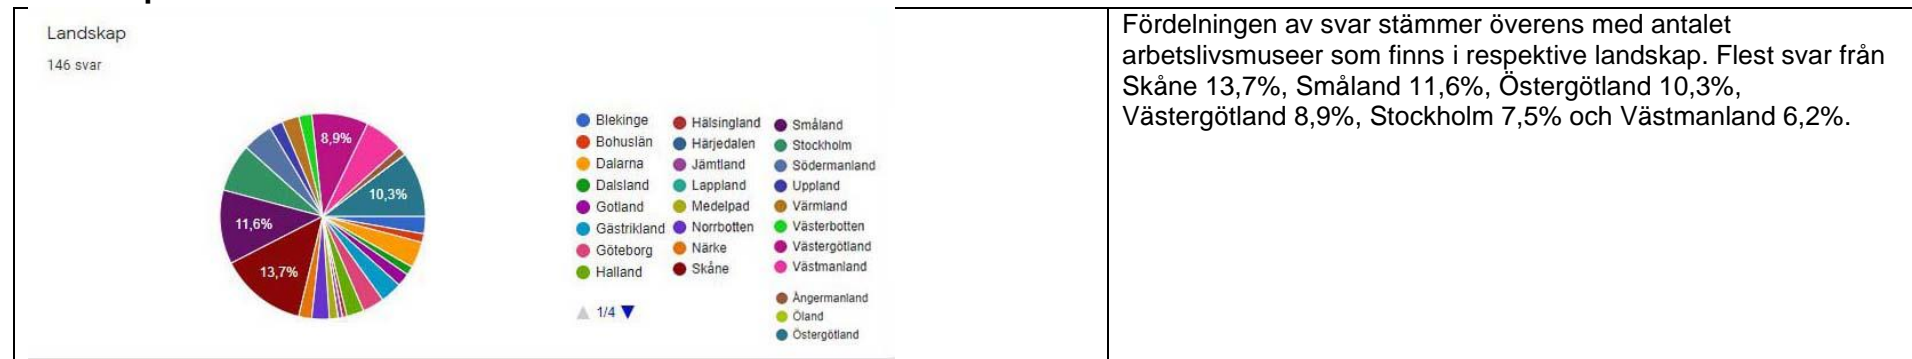 Landskap
146 svar
8,9%
10,3%
11,6%
13,7%
Blekinge
Bohuslän
Dalarna
Dalsland
Gotland
Gästrikland
Göteborg
Halland
Hälsingland
Härjedalen
Jämtland
Lappland
Medelpad
Norrbotten
Närke
Skåne
Småland
Stockholm
Södermanland
Uppland
Värmland
Västerbotten
Västergötland
Västmanland
Ångermanland
Öland
Östergötland
1/4
Fördelningen av svar stämmer överens med antalet
arbetslivsmuseer som finns i respektive landskap. Flest svar från
Skåne 13,7%, Småland 11,6%, Östergötland 10,3%,
Västergötland 8,9%, Stockholm 7,5% och Västmanland 6,2%.